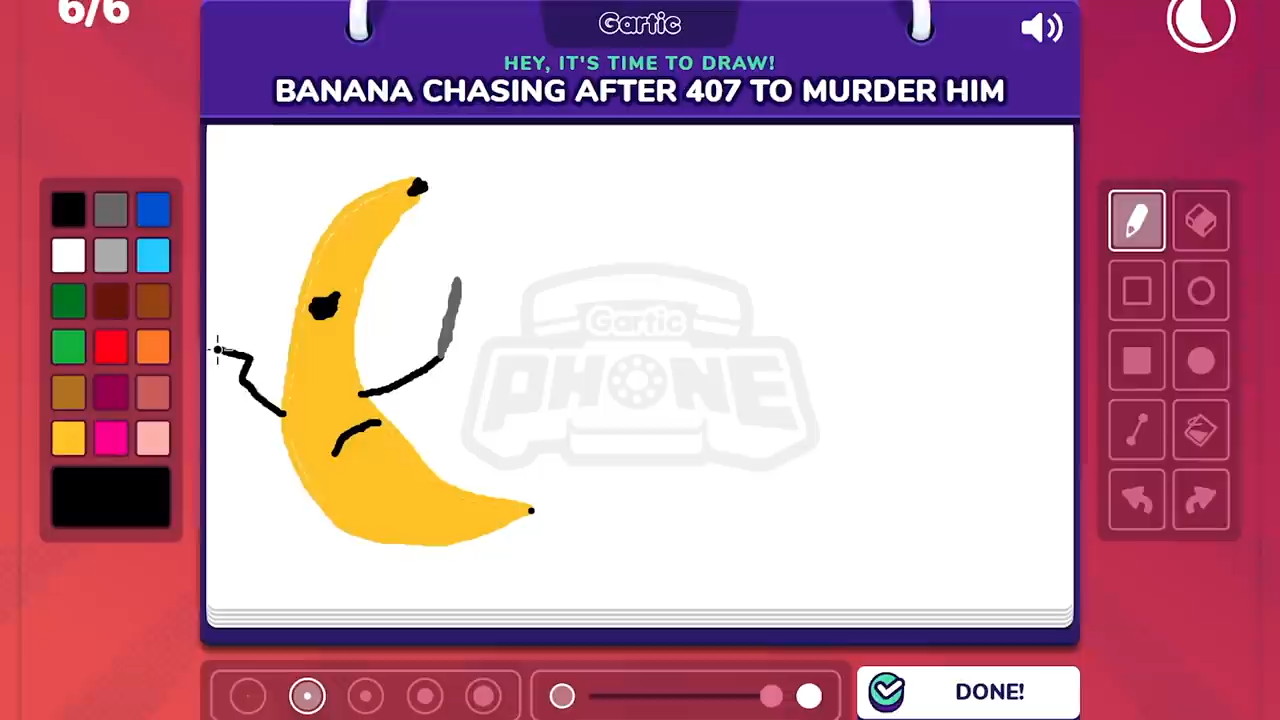 6/6
Gartic
HEY, IT'S TIME TO DRAW!
BANANA CHASING AFTER 407 TO MURDER HIM
Gartic
PHONE
DONE!